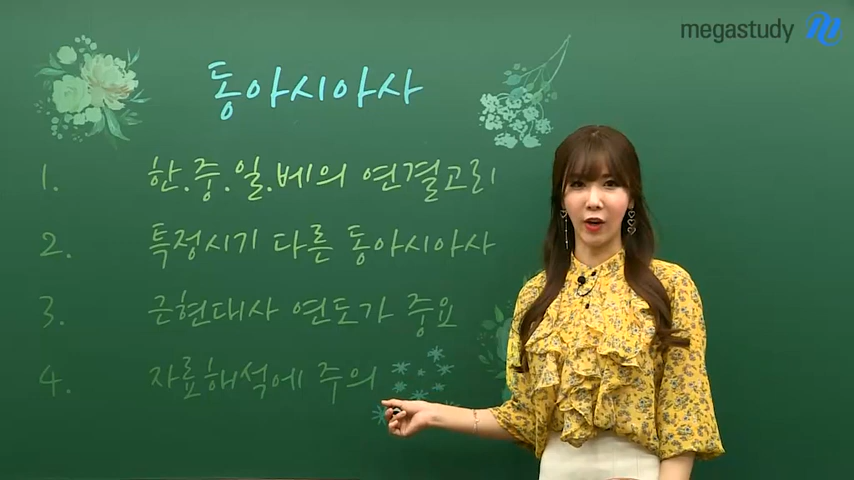 megastudy
동아시아사
1. 한.중.일.베의 연결고리
2. 특정시기 다른 동아시아사
3. 근현대사 연도가 중요
4. 자료해석에 주의